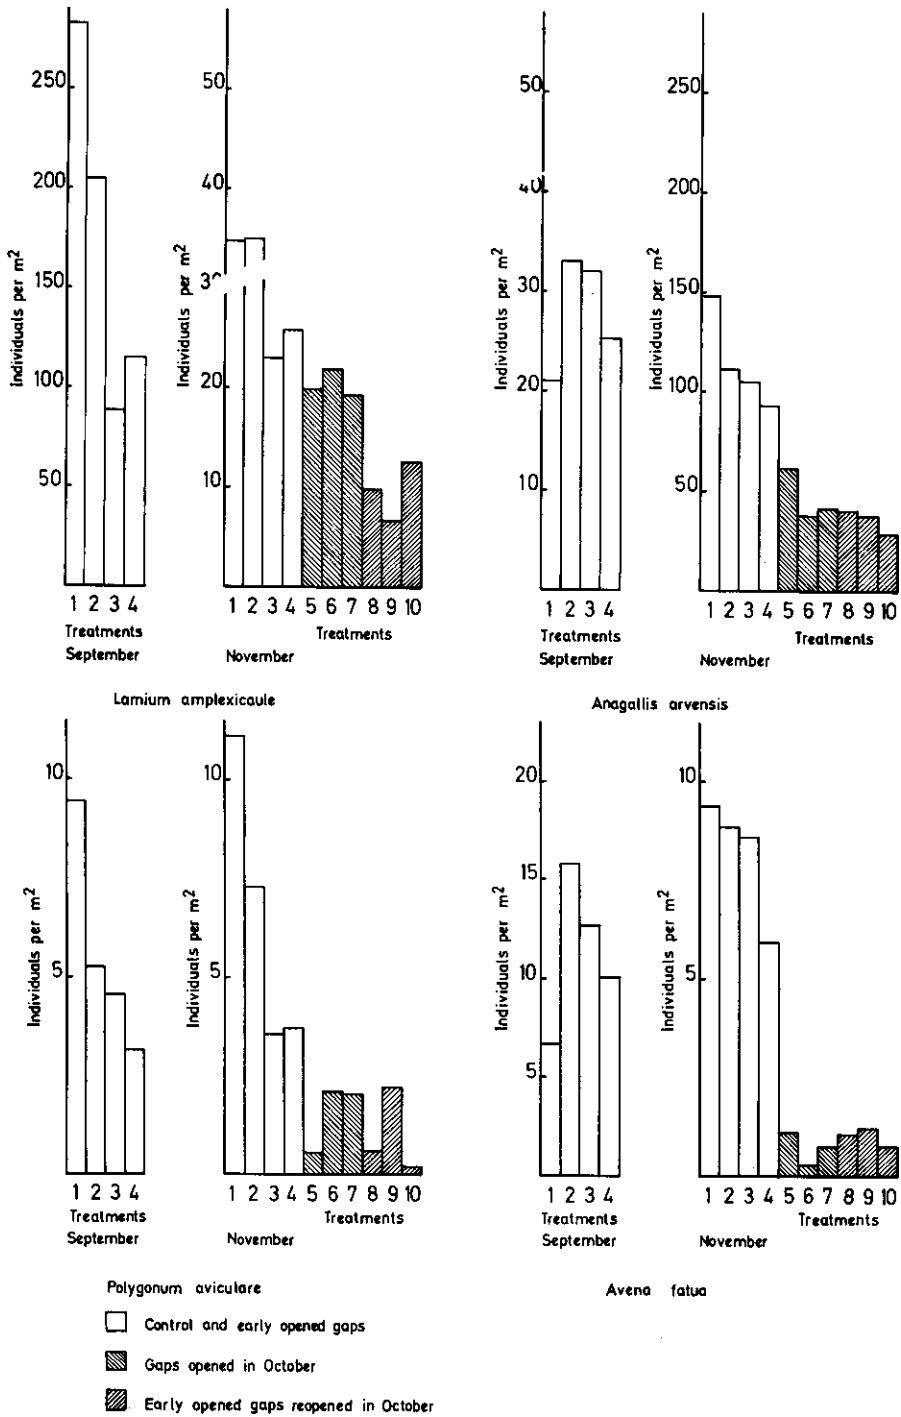 250
200
150
100
50
Individuals per m²
1 2 3 4
Treatments
September
50
40
30
20
10
Individuals per m²
1 2 3 4 5 6 7 8 9 10
Treatments
November
Lamium amplexicaule
50
40
30
20
10
Individuals per m²
1 2 3 4
Treatments
September
250
200
150
100
50
Individuals per m²
1 2 3 4 5 6 7 8 9 10
Treatments
November
Anagallis arvensis
10
5
Individuals per m²
1 2 3 4
Treatments
September
10
5
Individuals per m²
1 2 3 4 5 6 7 8 9 10
Treatments
November
Polygonum aviculare
20
15
10
5
Individuals per m²
1 2 3 4
Treatments
September
10
5
Individuals per m²
1 2 3 4 5 6 7 8 9 10
Treatments
November
Avena fatua
Control and early opened gaps
Gaps opened in October
Early opened gaps reopened in October